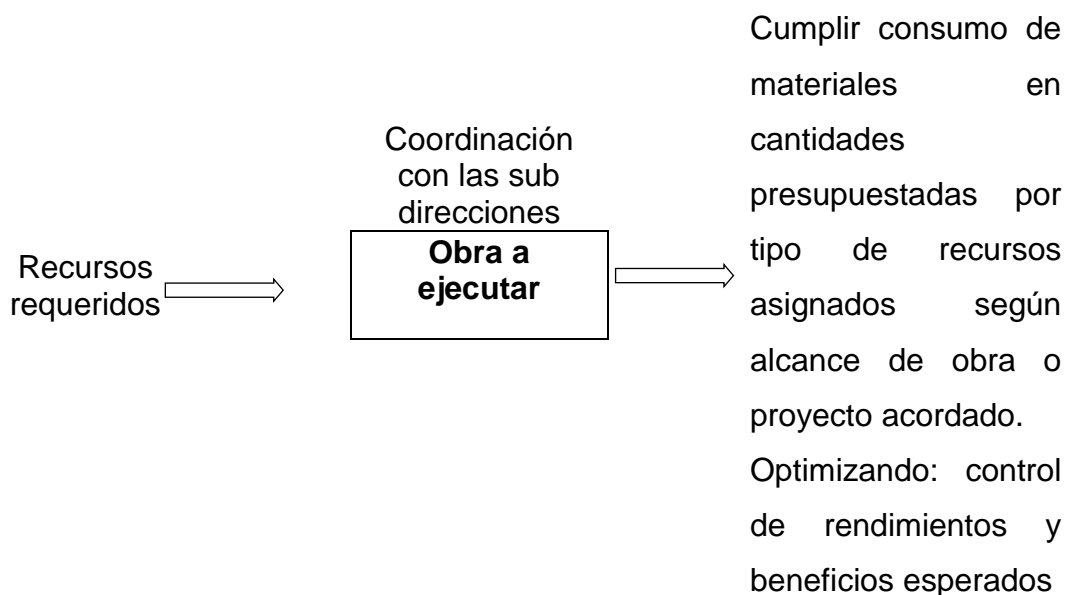 Recursos
requeridos
Coordinación
con las sub
direcciones
Obra a
ejecutar
Cumplir consumo de
materiales en
cantidades
presupuestadas por
tipo de recursos
asignados según
alcance de obra o
proyecto acordado.
Optimizando: control
de rendimientos y
beneficios esperados